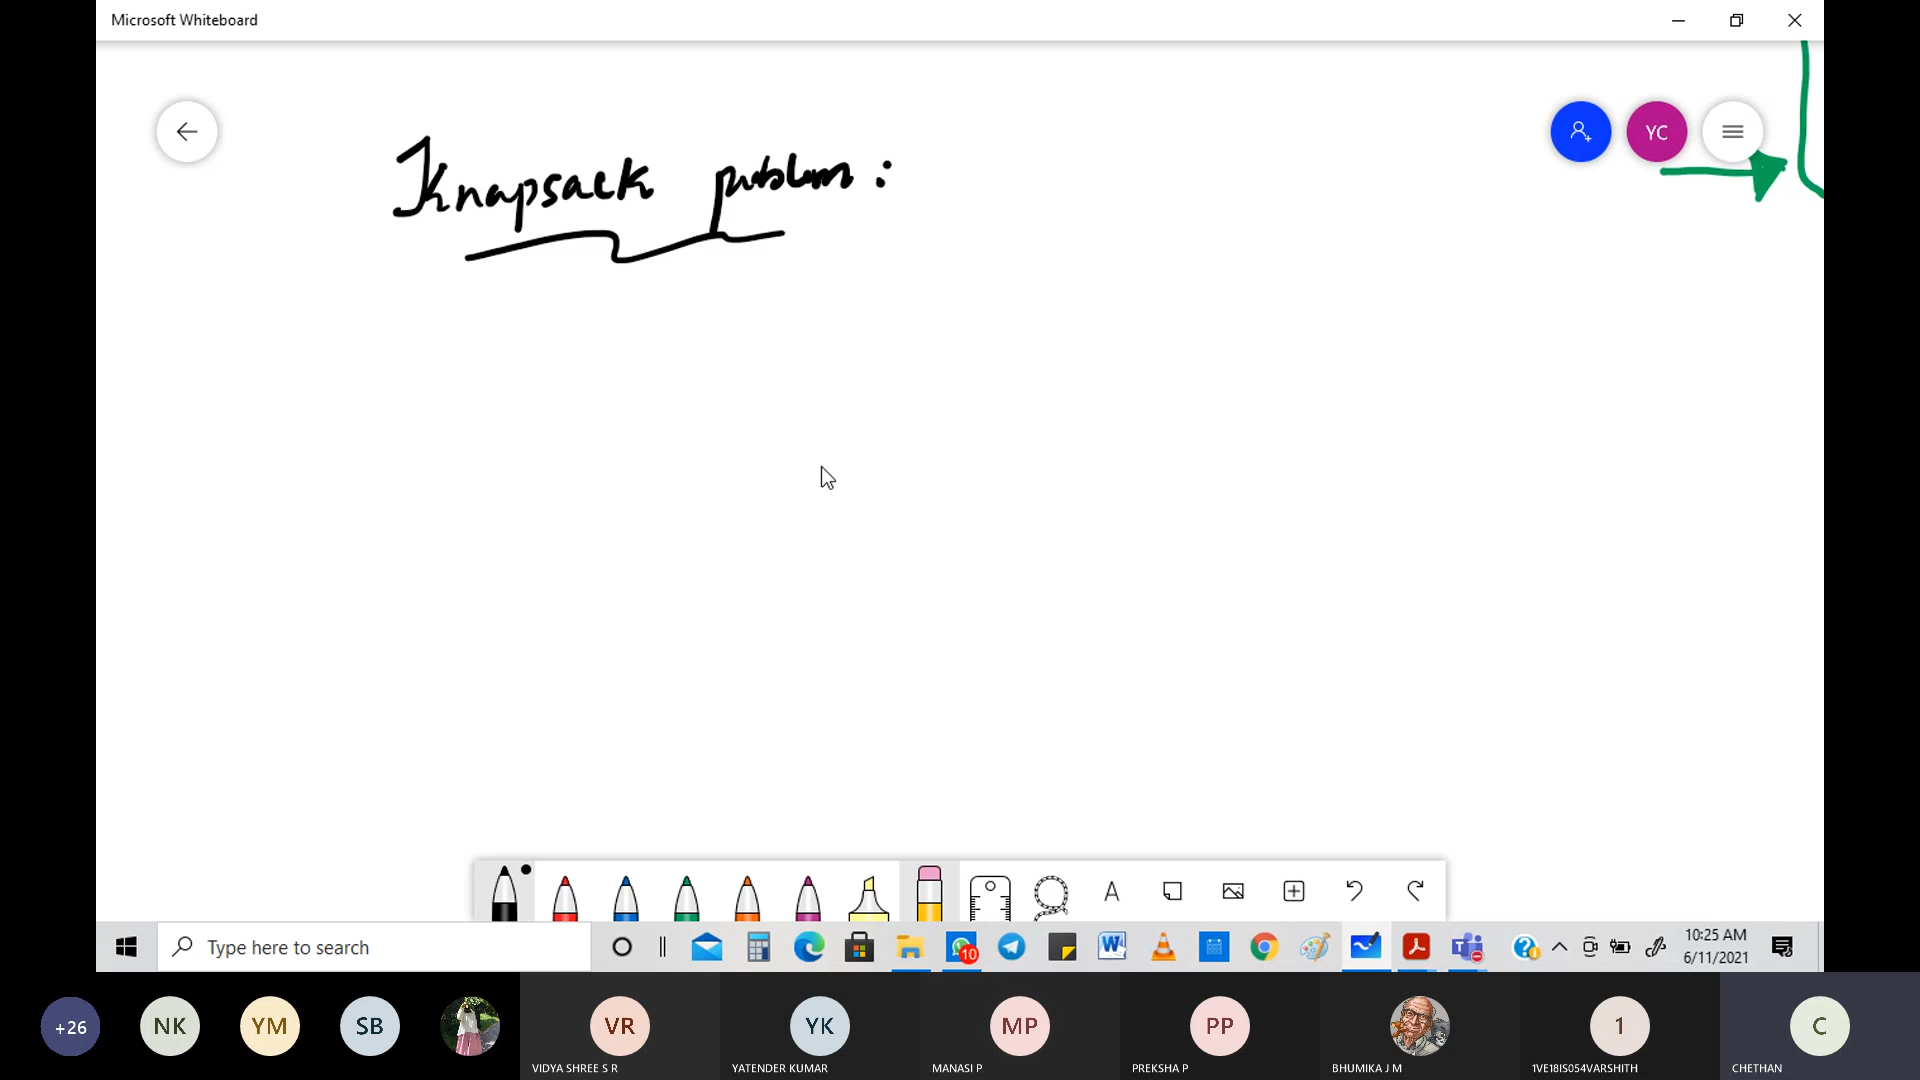 Microsoft Whiteboard
YC
Knapsack problem:
A
Type here to search
10
10:25 AM
6/11/2021
+26
NK
YM
SB
VR
YK
MP
PP
1
C
VIDYA SHREE S R
YATENDER KUMAR
MANASI P
PREKSHA P
BHUMIKA J M
1VE18IS054VARSHITH
CHETHAN